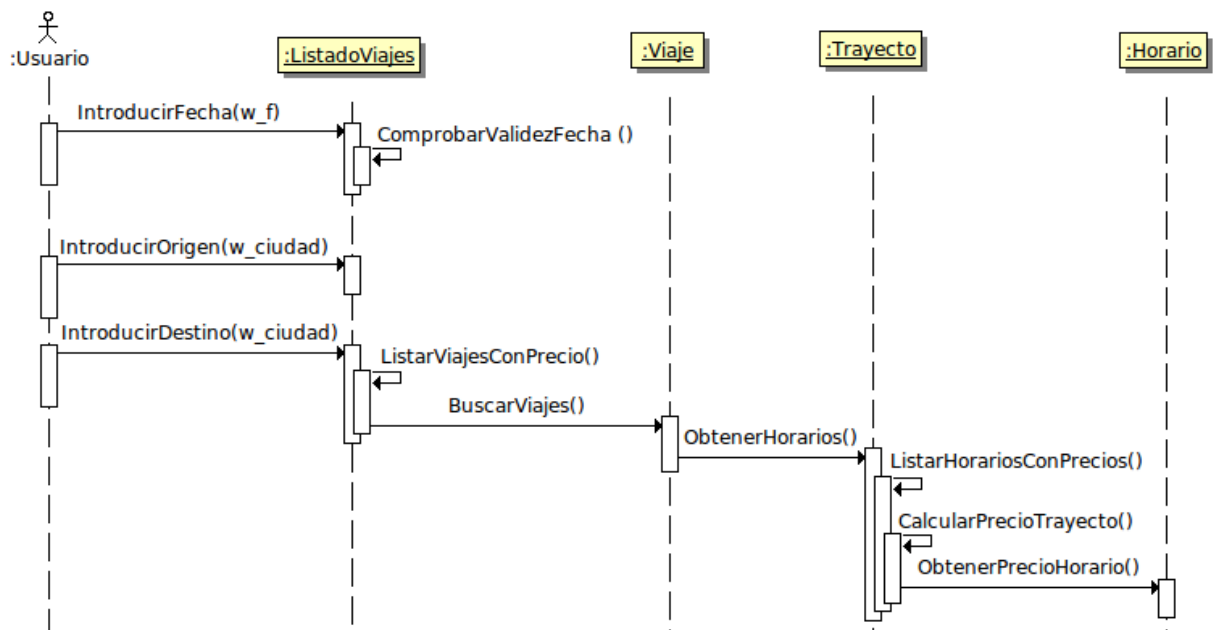 :Usuario
:ListadoViajes
:Viaje
:Trayecto
:Horario
IntroducirFecha(w_f)
ComprobarValidezFecha ()
IntroducirOrigen(w_ciudad)
IntroducirDestino(w_ciudad)
ListarViajesConPrecio()
BuscarViajes()
ObtenerHorarios()
ListarHorariosConPrecios()
CalcularPrecioTrayecto()
ObtenerPrecioHorario()